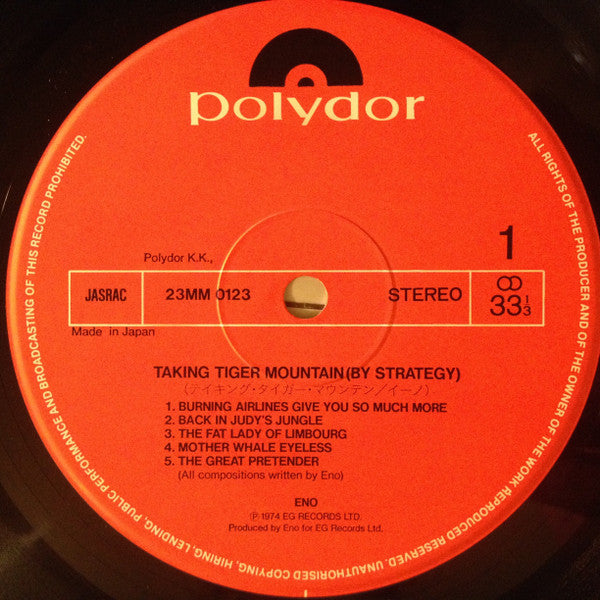 polydor
1
Polydor K.K.,
JASRAC
23MM 0123
STEREO
33 1/3
Made in Japan
TAKING TIGER MOUNTAIN(BY STRATEGY)
(テイキング・タイガー・マウンテン/イーノ)
1. BURNING AIRLINES GIVE YOU SO MUCH MORE
2. BACK IN JUDY'S JUNGLE
3. THE FAT LADY OF LIMBOURG
4. MOTHER WHALE EYELESS
5. THE GREAT PRETENDER
(All compositions written by Eno)
ENO
℗ 1974 EG RECORDS LTD.
Produced by Eno for EG Records Ltd.
ALL RIGHTS OF THE PRODUCER AND OF THE OWNER OF THE WORK REPRODUCED RESERVED. UNAUTHORISED COPYING, HIRING, LENDING, PUBLIC PERFORMANCE AND BROADCASTING OF THIS RECORD PROHIBITED.